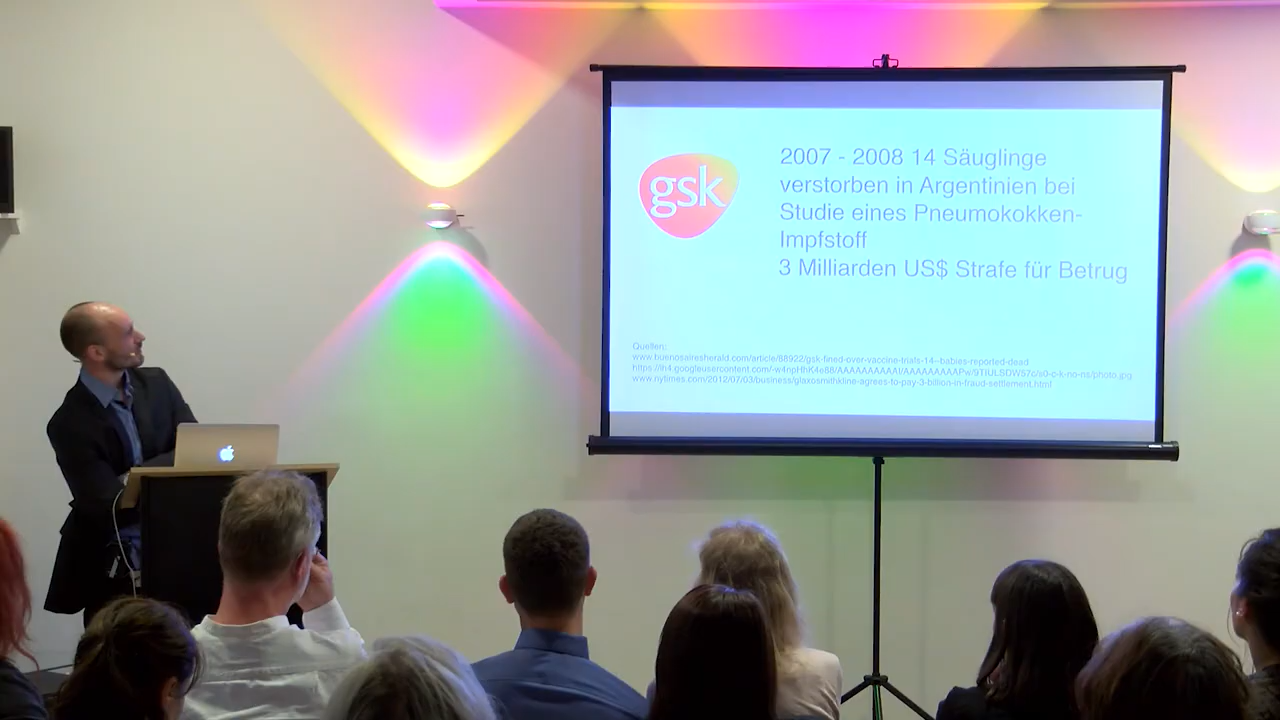 gsk
2007 - 2008 14 Säuglinge
verstorben in Argentinien bei
Studie eines Pneumokokken-
Impfstoff
3 Milliarden US$ Strafe für Betrug
Quellen:
www.buenosairesherald.com/article/88922/gsk-fined-over-vaccine-trials-14--babies-reported-dead
www.nytimes.com/2012/07/03/business/glaxosmithkline-agrees-to-pay-3-billion-in-fraud-settlement.html